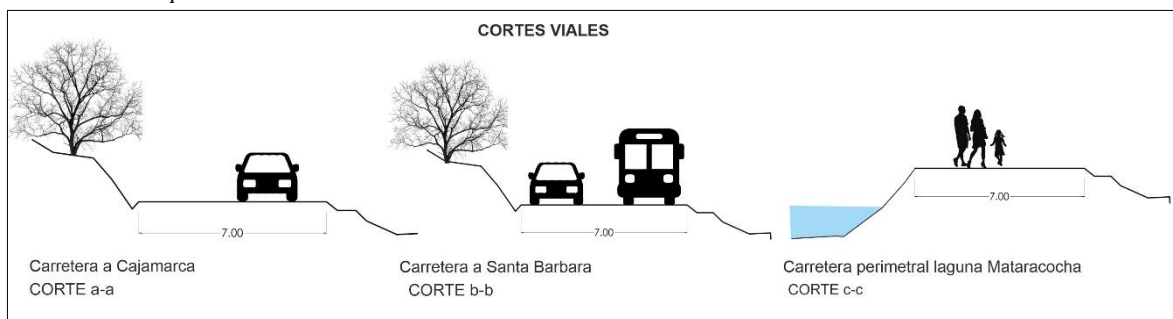 CORTES VIALES
7.00
7.00
7.00
Carretera a Cajamarca
CORTE a-a
Carretera a Santa Barbara
CORTE b-b
Carretera perimetral laguna Mataracocha
CORTE c-c